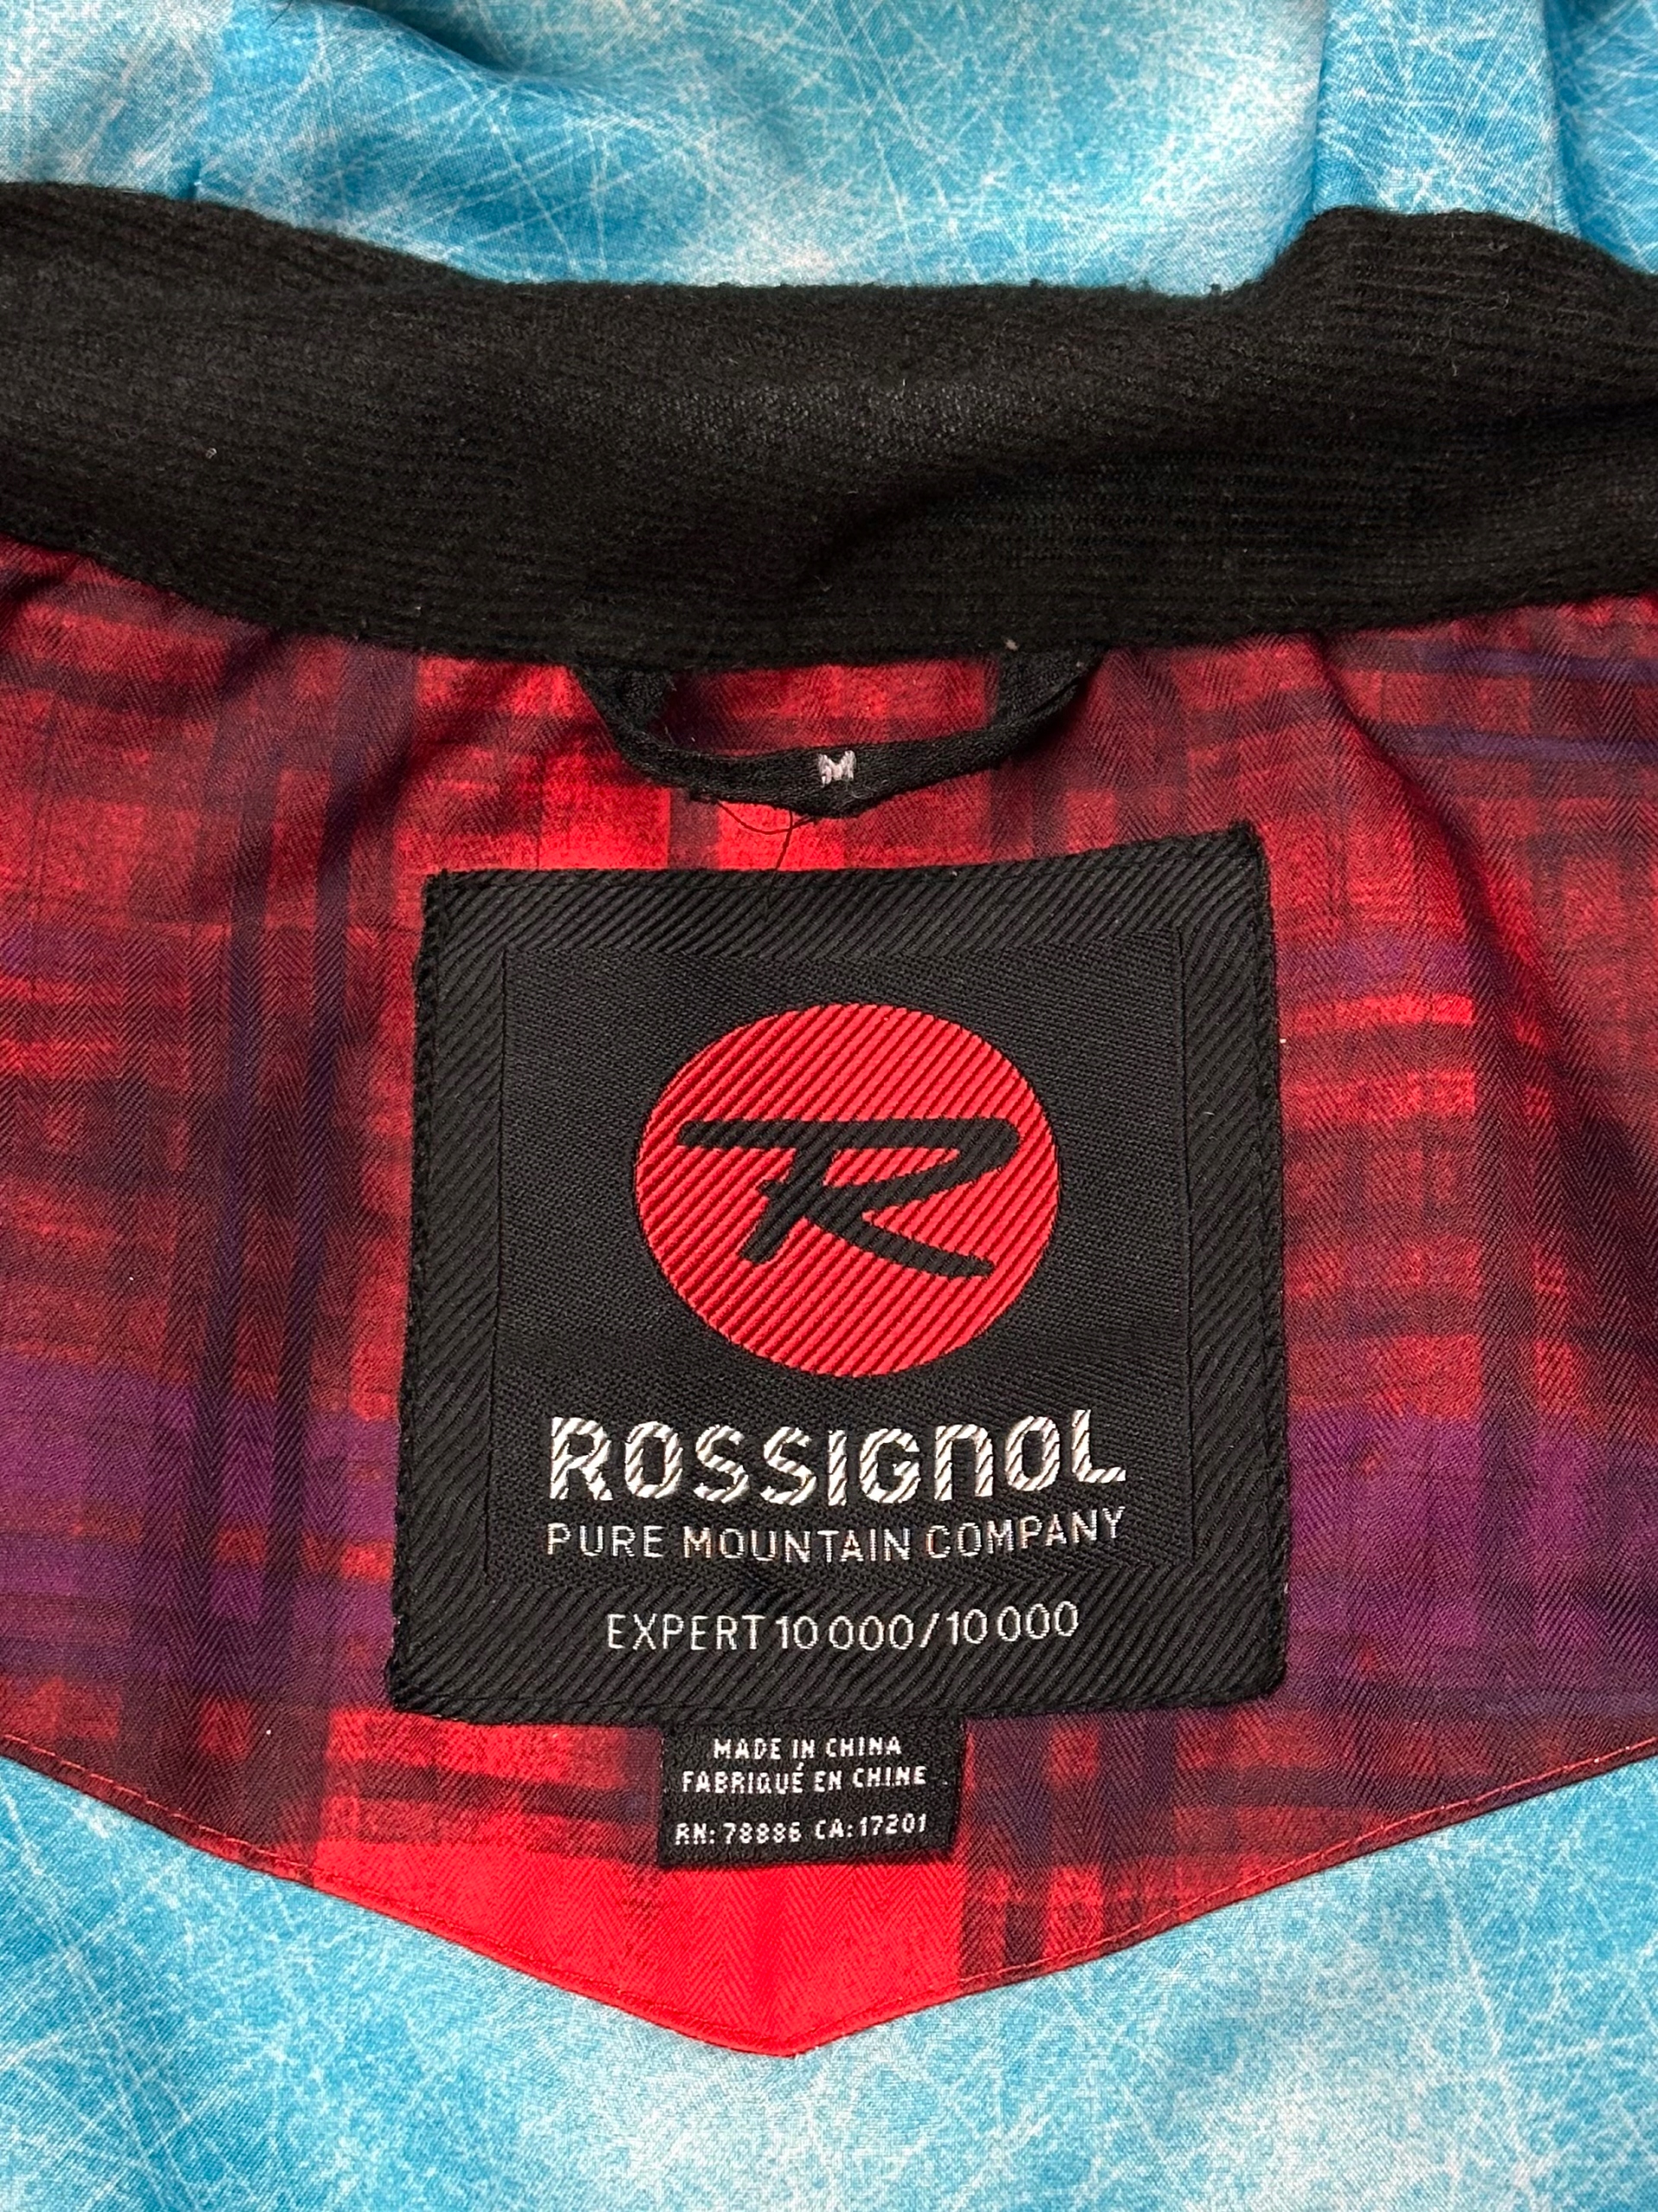 M
R
ROSSIGNOL
PURE MOUNTAIN COMPANY
EXPERT 10 000/10 000
MADE IN CHINA
FABRIQUÉ EN CHINE
RN: 78886 CA: 17201